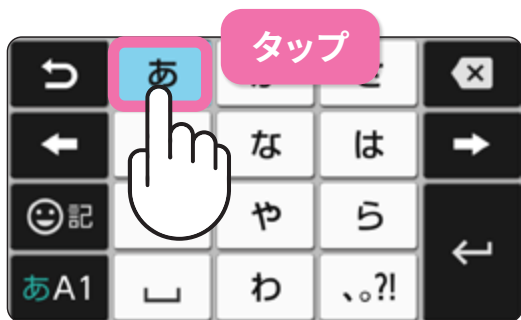 タップ
あ
な は
記 や ら
あA1 わ 、。?!